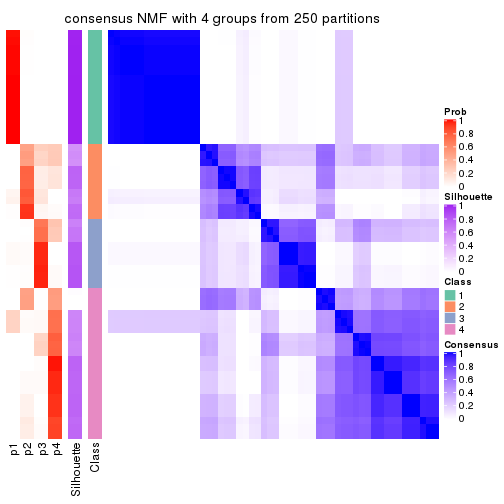 consensus NMF with 4 groups from 250 partitions
Prob
1
0.8
0.6
0.4
0.2
0
Silhouette
1
0.8
0.6
0.4
0.2
0
Class
1
2
3
4
Consensus
1
0.8
0.6
0.4
0.2
0
p1
p2
p3
p4
Silhouette
Class